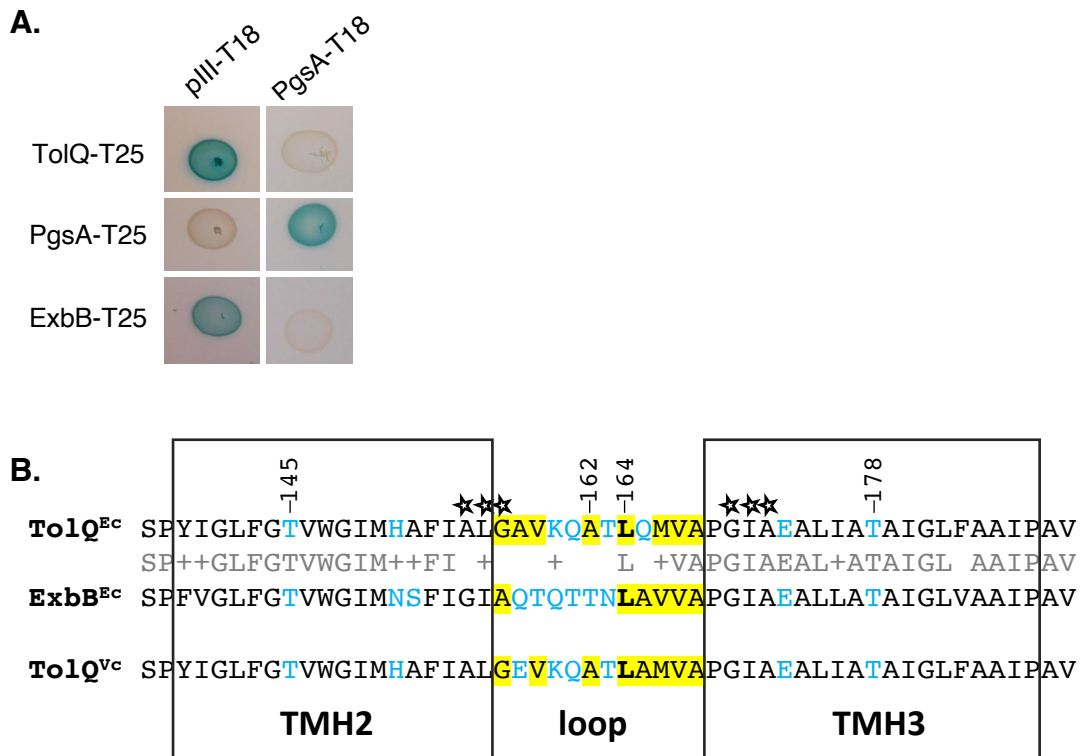 A.
pIII-T18 PgsA-T18
TolQ-T25
PgsA-T25
ExbB-T25
B.
145 162 164 178
TolQEc SPYIGLFGTVWGIMHAFIALGAVKQATLQMVAPGIAEALIATAIGLFAAIPAV
SP++GLFGTVWGIM++FI + + L +VAPGIAEAL+ATAIGL AAIPAV
ExbBEc SPFVGLFGTVWGIMNSFIGIAQTQTTNLAVVAPGIAEALLATAIGLVAAIPAV
TolQVc SPYIGLFGTVWGIMHAFIALGEVKQATLAMVAPGIAEALIATAIGLFAAIPAV
TMH2 loop TMH3